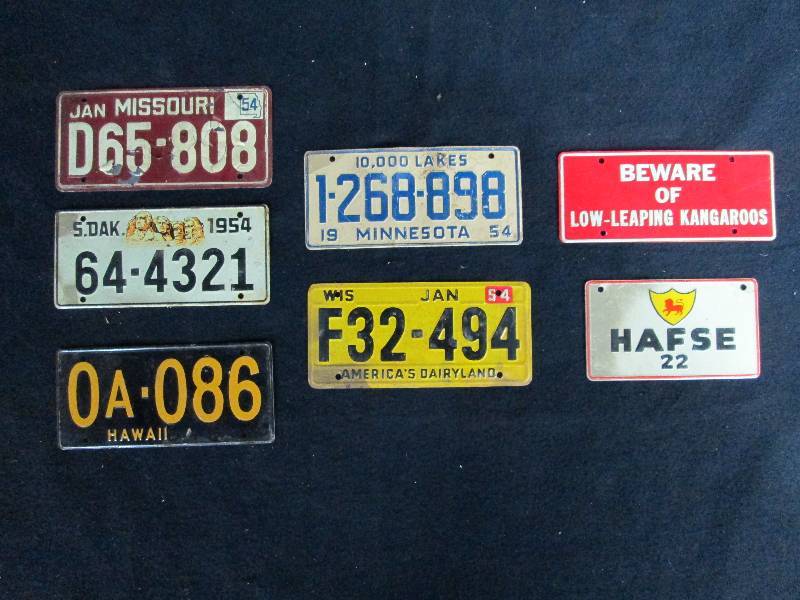 JAN MISSOURI 54
D65-808
S.DAK. 1954
64-4321
0A-086
HAWAII
10,000 LAKES
1-268-898
19 MINNESOTA 54
WIS JAN 54
F32-494
AMERICA'S DAIRYLAND
BEWARE
OF
LOW-LEAPING KANGAROOS
HAFSE
22